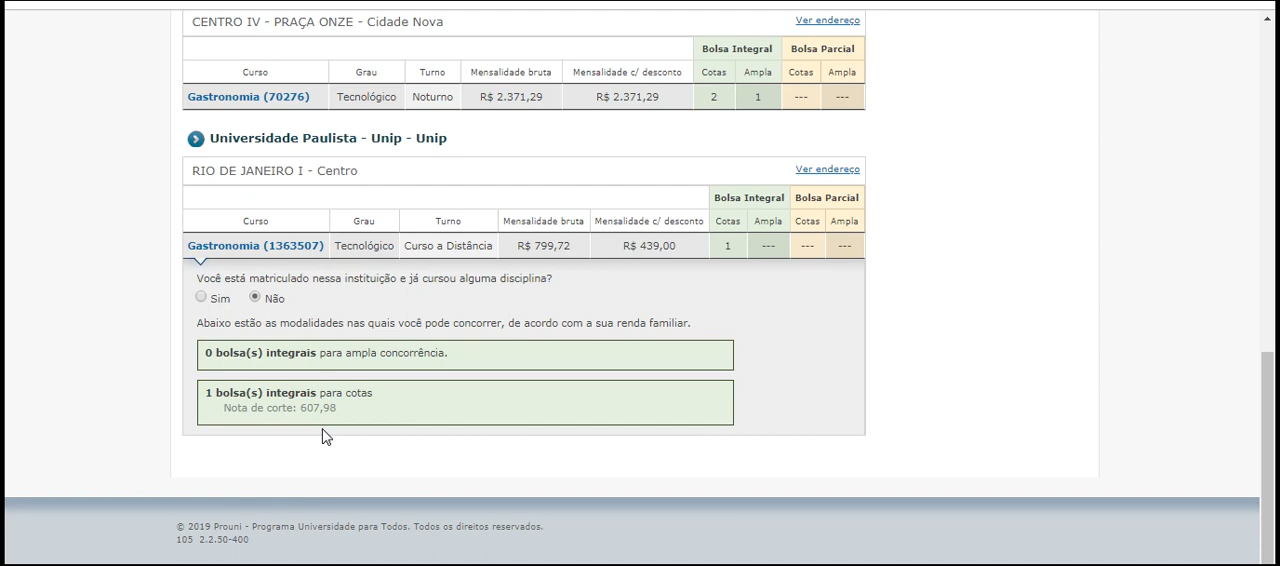 CENTRO IV - PRAÇA ONZE - Cidade Nova Ver endereço
Bolsa Integral Bolsa Parcial
Curso Grau Turno Mensalidade bruta Mensalidade c/ desconto Cotas Ampla Cotas Ampla
Gastronomia (70276) Tecnológico Noturno R$ 2.371,29 R$ 2.371,29 2 1 --- ---
Universidade Paulista - Unip - Unip
RIO DE JANEIRO I - Centro Ver endereço
Bolsa Integral Bolsa Parcial
Curso Grau Turno Mensalidade bruta Mensalidade c/ desconto Cotas Ampla Cotas Ampla
Gastronomia (1363507) Tecnológico Curso a Distância R$ 799,72 R$ 439,00 1 --- --- ---
Você está matriculado nessa instituição e já cursou alguma disciplina?
Sim Não
Abaixo estão as modalidades nas quais você pode concorrer, de acordo com a sua renda familiar.
0 bolsa(s) integrais para ampla concorrência.
1 bolsa(s) integrais para cotas
Nota de corte: 607,98
© 2019 Prouni - Programa Universidade para Todos. Todos os direitos reservados.
105 2.2.50-400